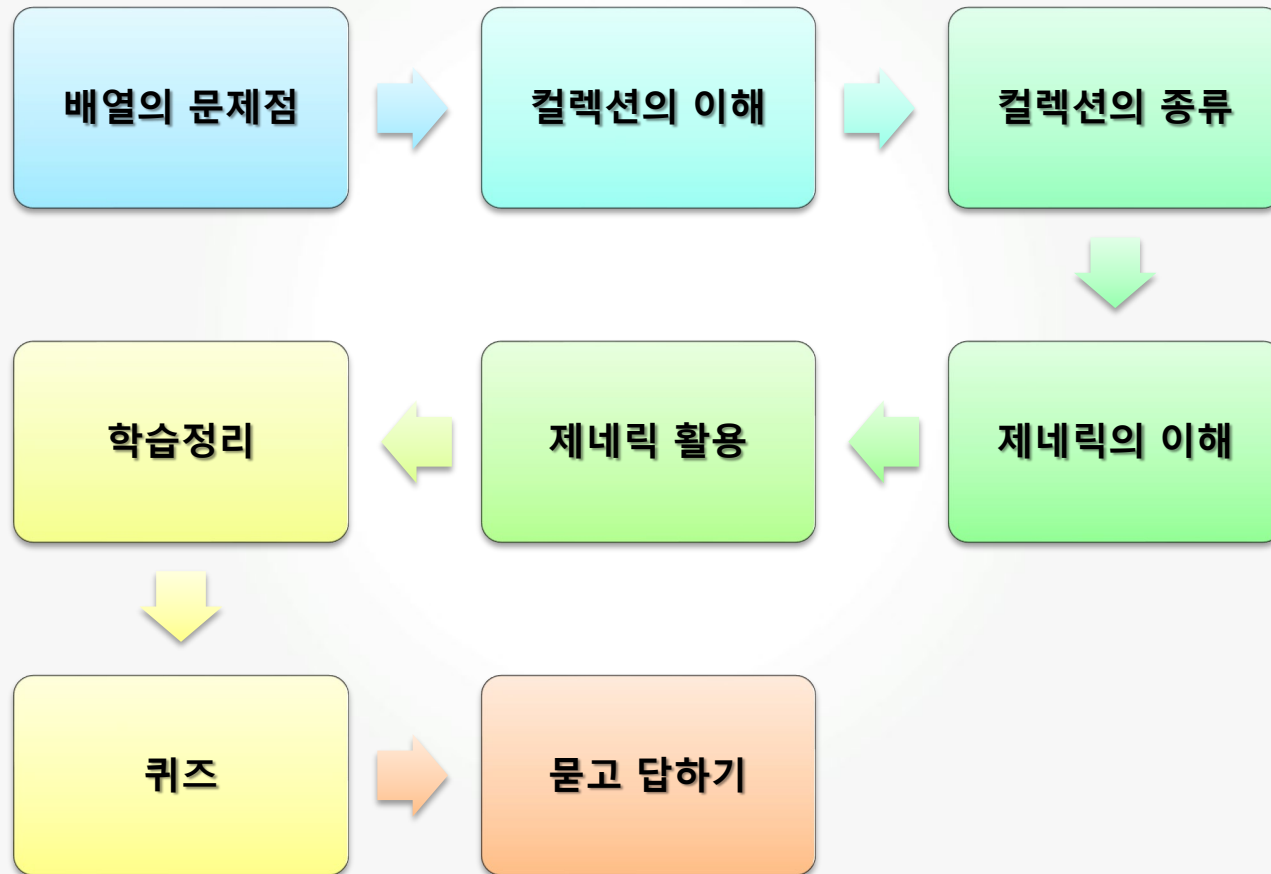 배열의 문제점
컬렉션의 이해
컬렉션의 종류
제네릭의 이해
제네릭 활용
학습정리
퀴즈
묻고 답하기